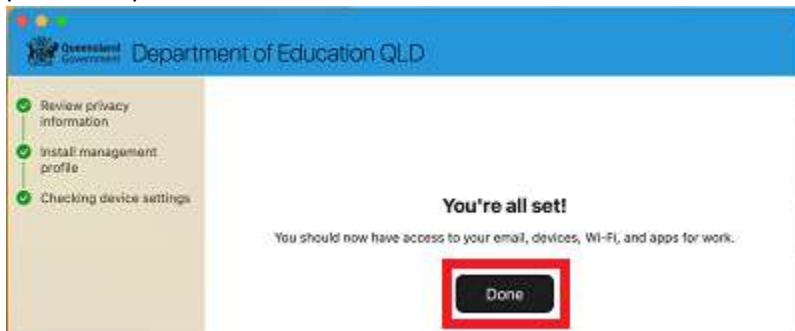 Queensland
Government
Department of Education QLD
Review privacy
information
Install management
profile
Checking device settings
You're all set!
You should now have access to your email, devices, Wi-Fi, and apps for work.
Done